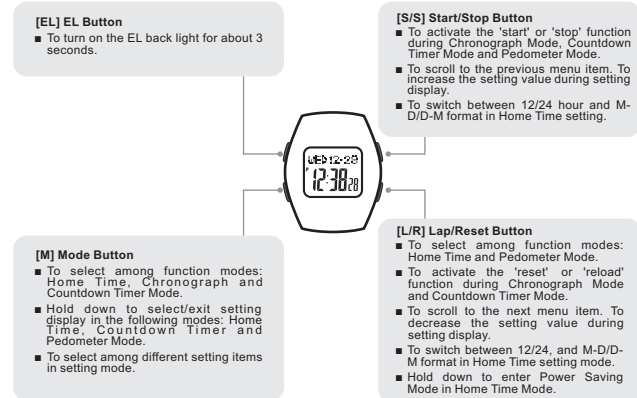 [EL] EL Button
■ To turn on the EL back light for about 3
seconds.
[S/S] Start/Stop Button
■ To activate the 'start' or 'stop' function
during Chronograph Mode, Countdown
Timer Mode and Pedometer Mode.
■ To scroll to the previous menu item. To
increase the setting value during setting
display.
■ To switch between 12/24 hour and M-
D/D-M format in Home Time setting.
WED 12-28
P 12:38 28
[M] Mode Button
■ To select among function modes:
Home Time, Chronograph and
Countdown Timer Mode.
■ Hold down to select/exit setting
display in the following modes: Home
Time, Countdown Timer and
Pedometer Mode.
■ To select among different setting items
in setting mode.
[L/R] Lap/Reset Button
■ To select among function modes:
Home Time and Pedometer Mode.
■ To activate the 'reset' or 'reload'
function during Chronograph Mode
and Countdown Timer Mode.
■ To scroll to the next menu item. To
decrease the setting value during
setting display.
■ To switch between 12/24, and M-D/D-
M format in Home Time setting mode.
■ Hold down to enter Power Saving
Mode in Home Time Mode.